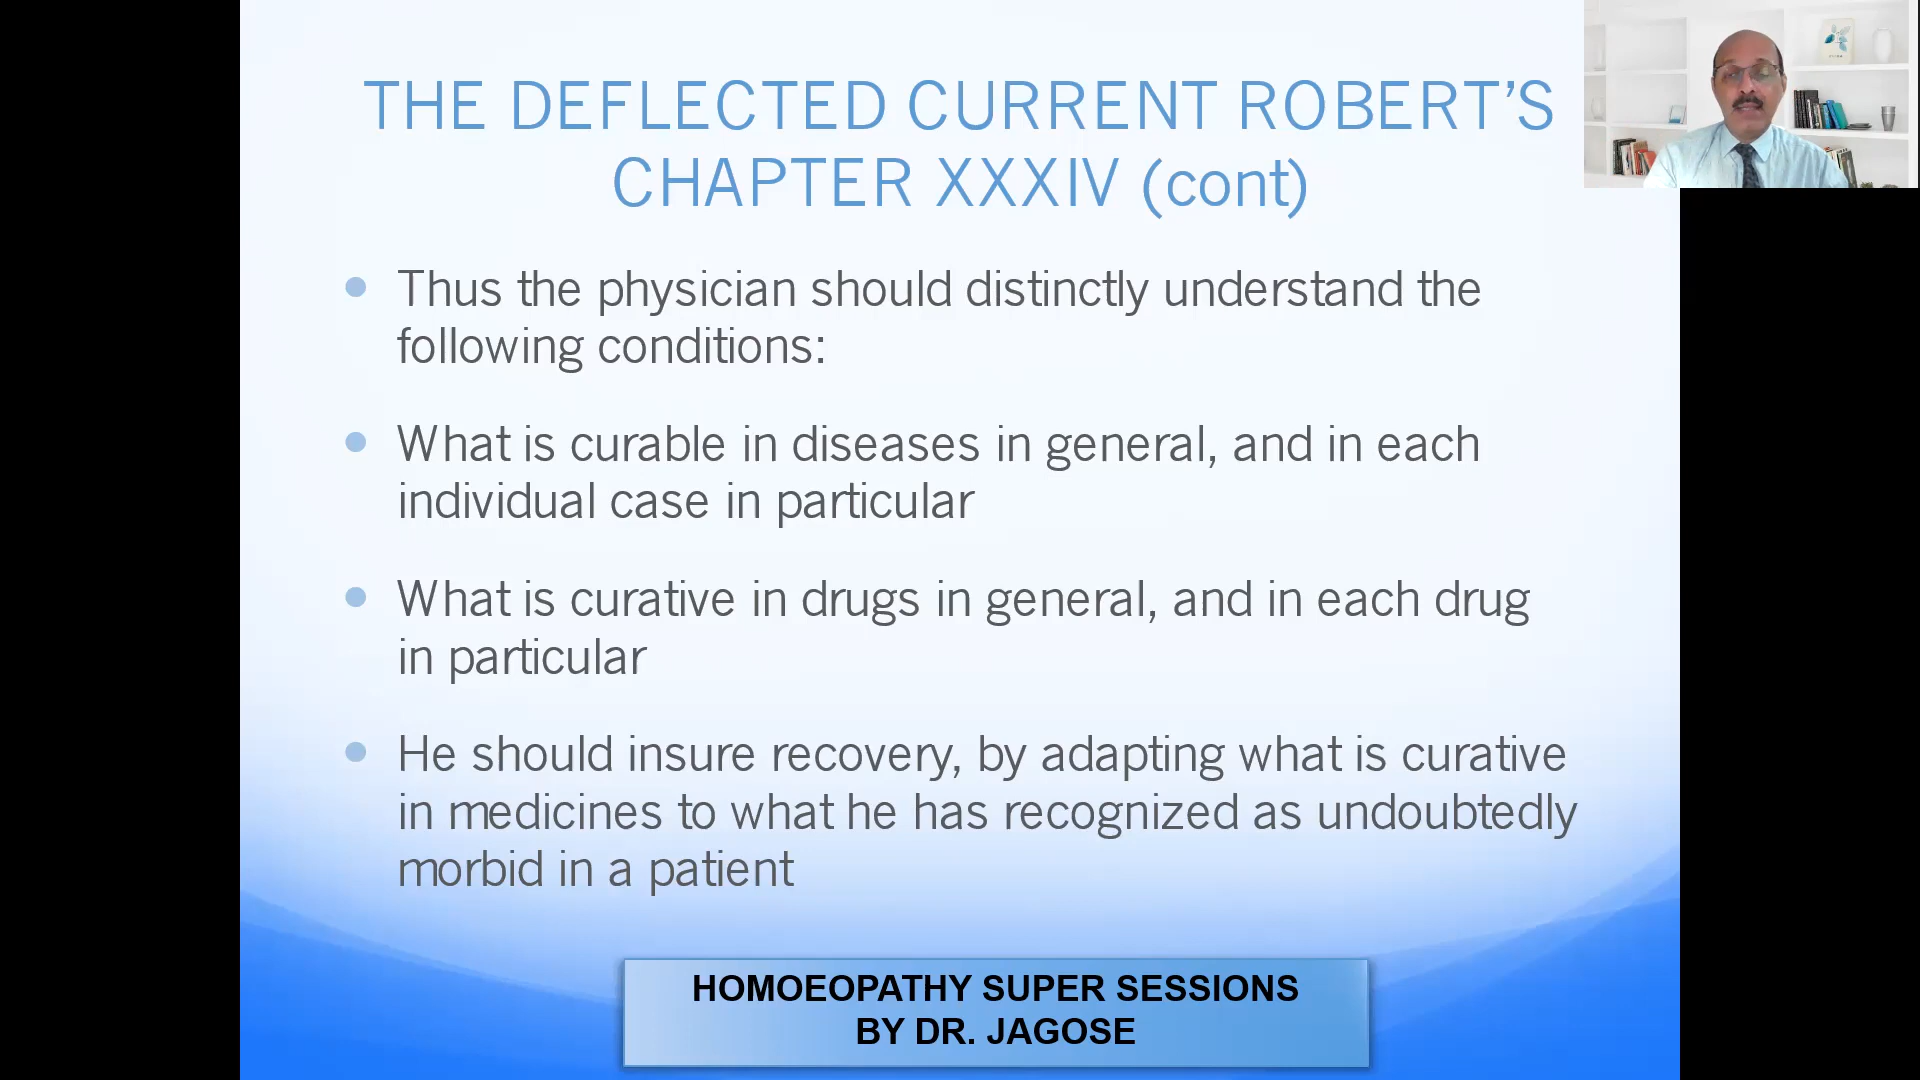 THE DEFLECTED CURRENT ROBERT’S
CHAPTER XXXIV (cont)
Thus the physician should distinctly understand the
following conditions:
What is curable in diseases in general, and in each
individual case in particular
What is curative in drugs in general, and in each drug
in particular
He should insure recovery, by adapting what is curative
in medicines to what he has recognized as undoubtedly
morbid in a patient
HOMOEOPATHY SUPER SESSIONS
BY DR. JAGOSE